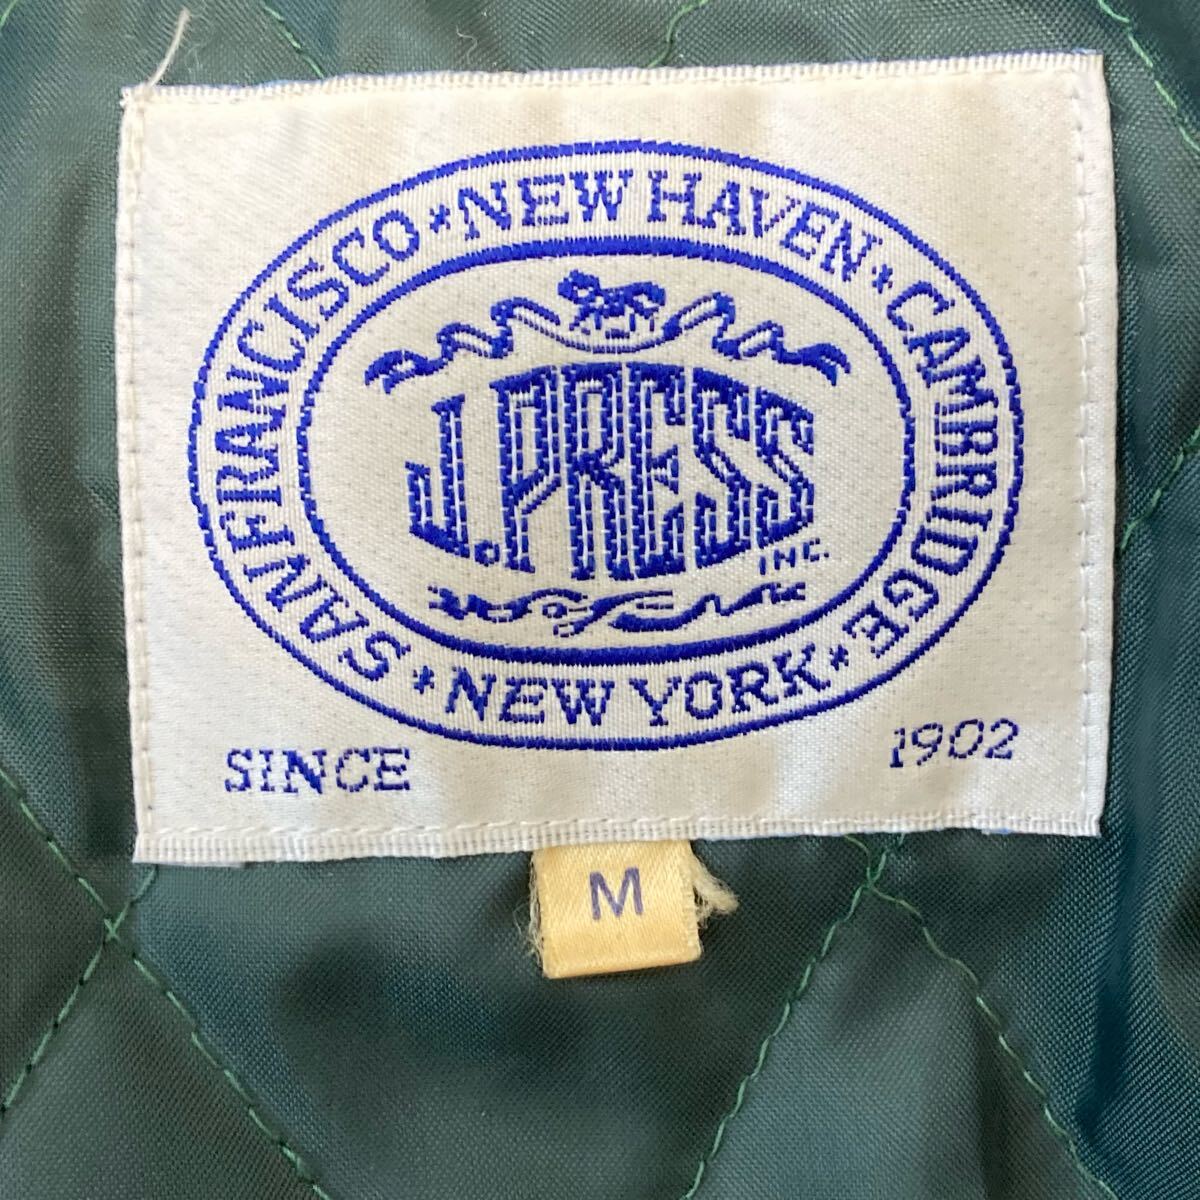 SAN FRANCISCO * NEW HAVEN * CAMBRIDGE * NEW YORK *
J.PRESS
INC.
SINCE 1902
M